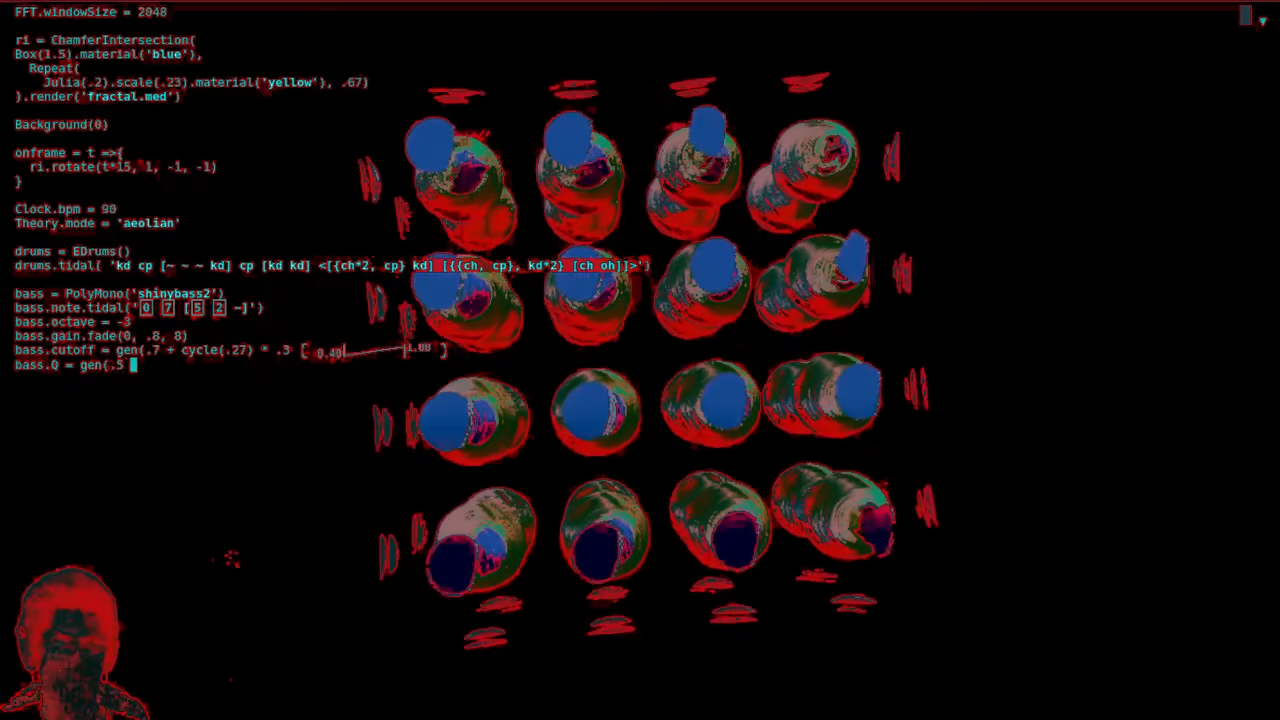 FFT.windowSize = 2048
ri = ChamferIntersection(
Box(1.5).material('blue'),
Repeat(
Julia(.2).scale(.23).material('yellow'), .67)
).render('fractal.med')
Background(0)
onframe = t =>{
ri.rotate(t*15, 1, -1, -1)
}
Clock.bpm = 90
Theory.mode = 'aeolian'
drums = EDrums()
drums.tidal( 'kd cp [~ ~ ~ kd] cp [kd kd] <[{ch*2, cp} kd] [{{ch, cp}, kd*2} [ch oh]]>')
bass = PolyMono('shinybass2')
bass.note.tidal('0 7 [5 2 ~]')
bass.octave = -3
bass.gain.fade(0, .8, 8)
bass.cutoff = gen(.7 + cycle(.27) * .3 [ 0.40 1.00 ]
bass.Q = gen(.5